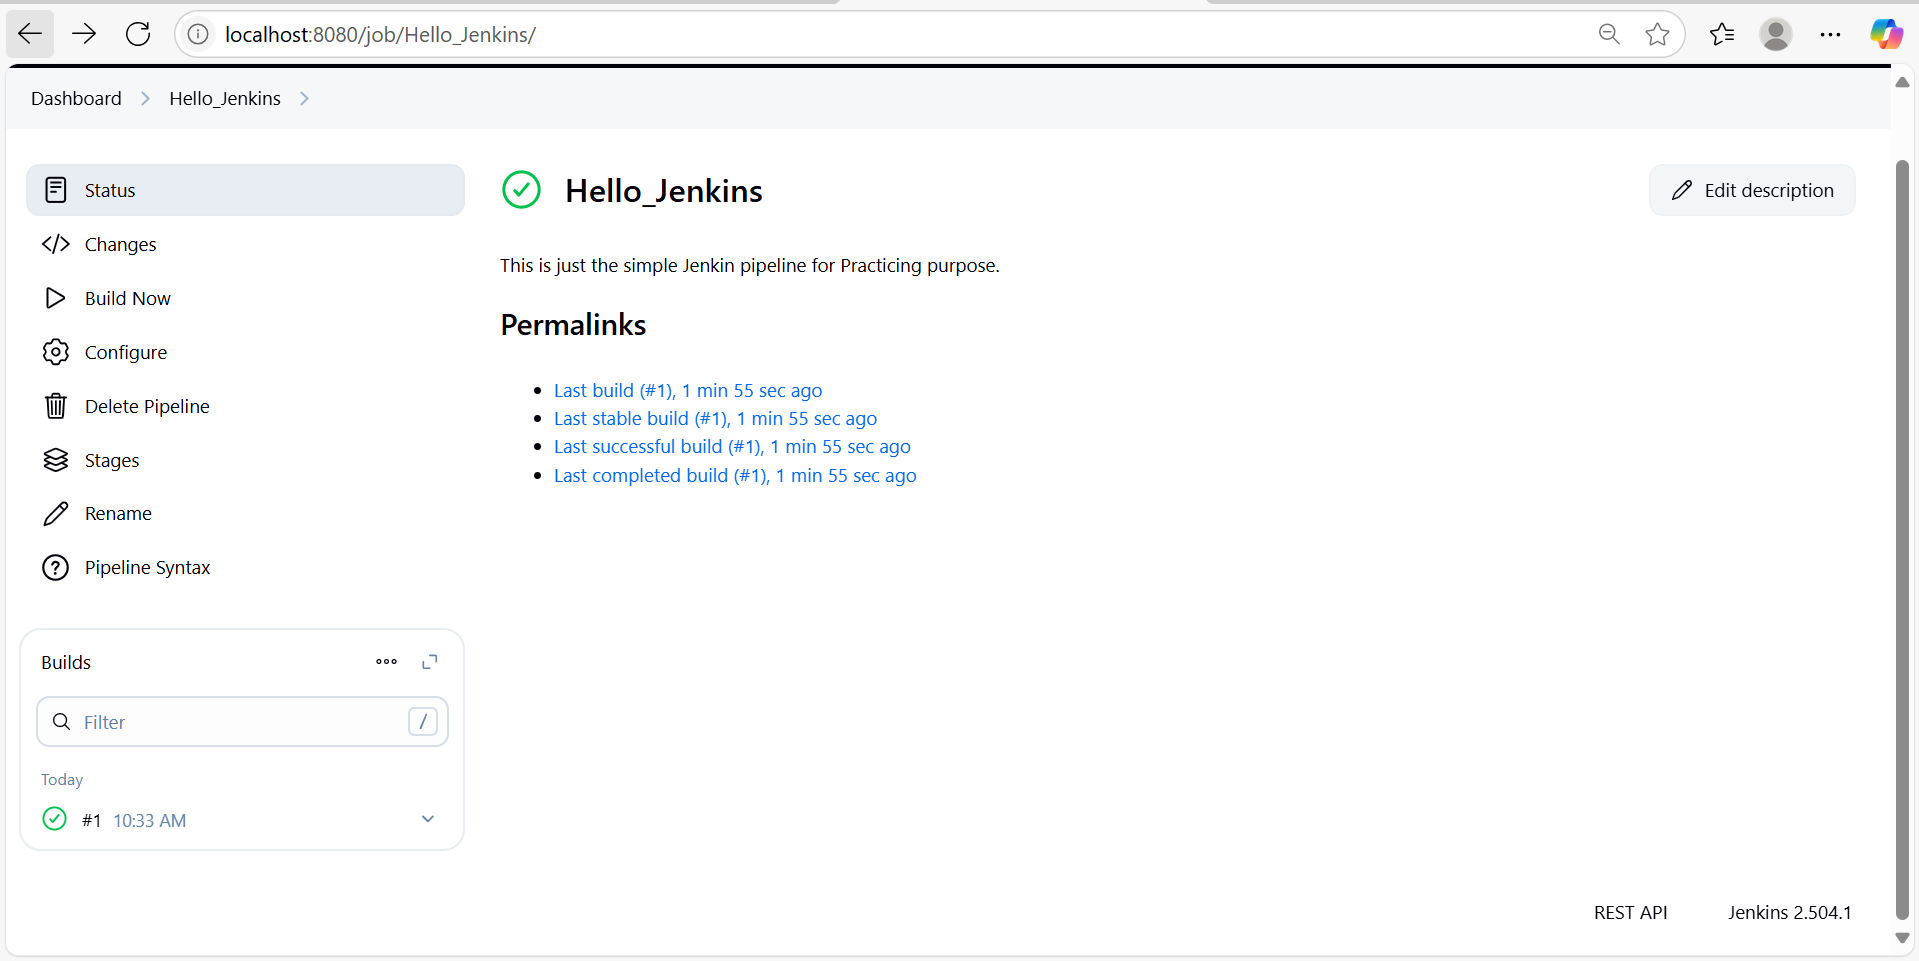 localhost:8080/job/Hello_Jenkins/
Dashboard
Hello_Jenkins
Status
Changes
Build Now
Configure
Delete Pipeline
Stages
Rename
Pipeline Syntax
Builds
Filter /
Today
#1 10:33 AM
Hello_Jenkins
Edit description
This is just the simple Jenkin pipeline for Practicing purpose.
Permalinks
Last build (#1), 1 min 55 sec ago
Last stable build (#1), 1 min 55 sec ago
Last successful build (#1), 1 min 55 sec ago
Last completed build (#1), 1 min 55 sec ago
REST API
Jenkins 2.504.1